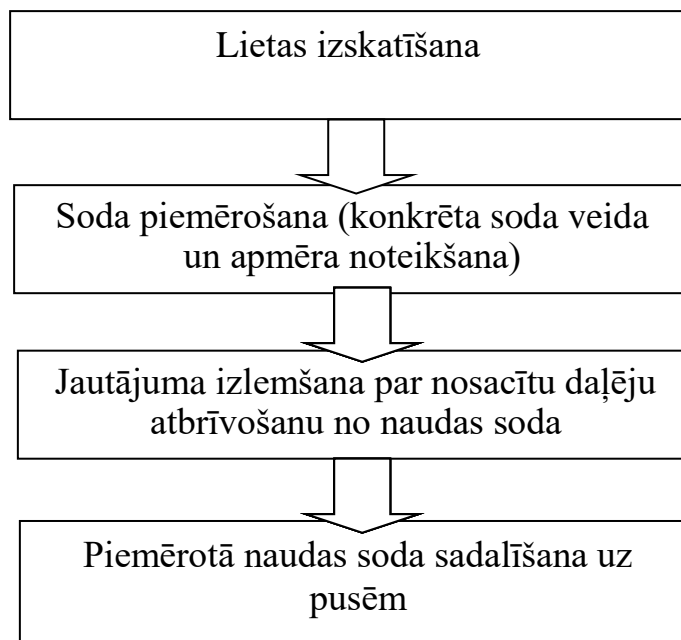 Lietas izskatīšana
Soda piemērošana (konkrēta soda veida
un apmēra noteikšana)
Jautājuma izlemšana par nosacītu daļēju
atbrīvošanu no naudas soda
Piemērotā naudas soda sadalīšana uz
pusēm